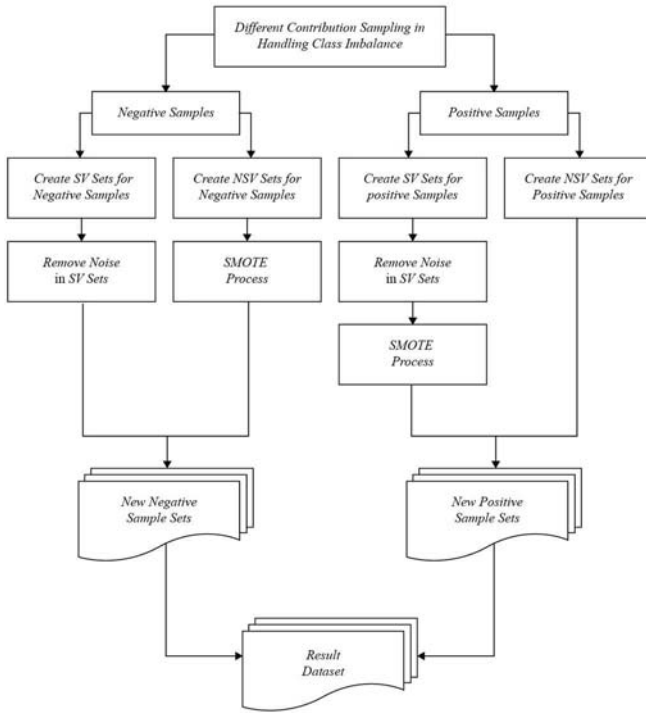 Different Contribution Sampling in
Handling Class Imbalance
Negative Samples
Positive Samples
Create SV Sets for
Negative Samples
Create NSV Sets for
Negative Samples
Create SV Sets for
positive Samples
Create NSV Sets for
Positive Samples
Remove Noise
in SV Sets
SMOTE
Process
Remove Noise
in SV Sets
SMOTE
Process
New Negative
Sample Sets
New Positive
Sample Sets
Result
Dataset